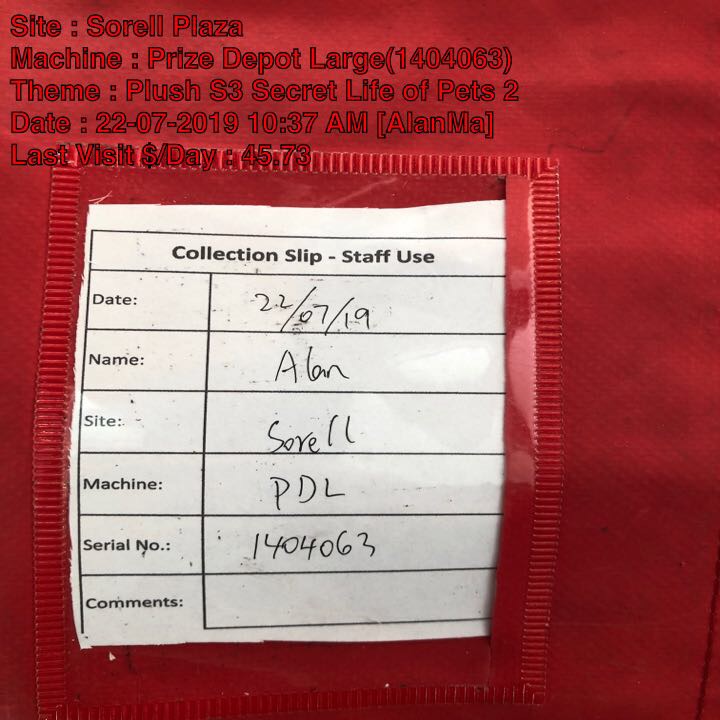 Site : Sorell Plaza
Machine : Prize Depot Large(1404063)
Theme : Plush S3 Secret Life of Pets 2
Date : 22-07-2019 10:37 AM [AlanMa]
Last Visit $/Day : 45.73
Collection Slip - Staff Use
Date: 22/07/19
Name: Alan
Site: Sorell
Machine: PDL
Serial No.: 1404063
Comments: